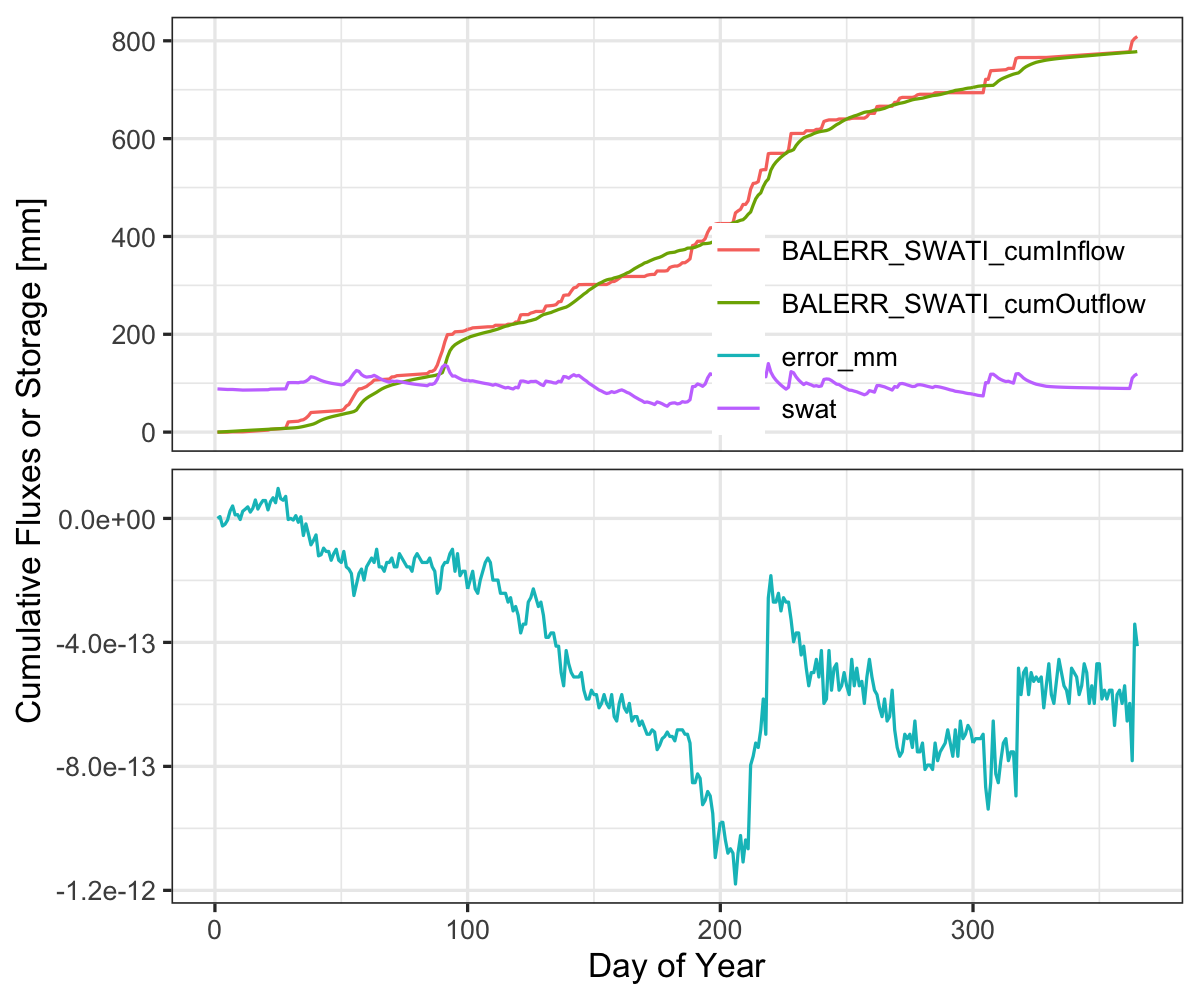 Cumulative Fluxes or Storage [mm]
800
600
400
200
0
BALERR_SWATI_cumInflow
BALERR_SWATI_cumOutflow
error_mm
swat
0.0e+00
-4.0e-13
-8.0e-13
-1.2e-12
0 100 200 300
Day of Year